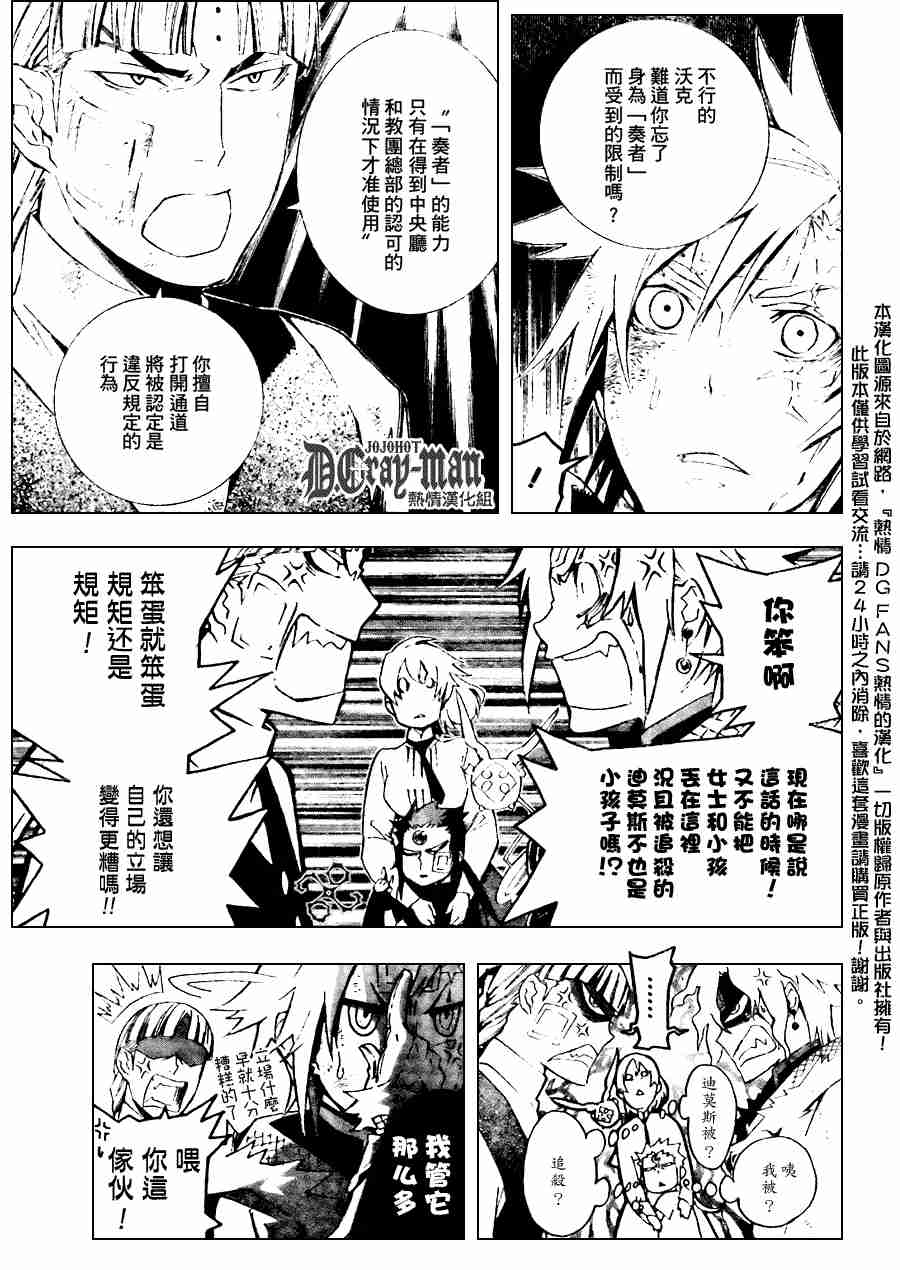 不行的
沃克
難道你忘了
身為「奏者」
而受到的限制嗎？
！
〝「奏者」的能力
只有在得到中央廳
和教團總部的認可的
情況下才准使用〞
你擅自
打開通道
將被認定是
違反規定的
行為
JOJOHOT
D.Gray-man
熱情漢化組
你笨啊
現在哪是說
這話的時候！
又不能把
女士和小孩
丟在這裡
況且被追殺的
迪莫斯不也是
小孩子嗎！？
笨蛋就笨蛋
規矩还是
規矩！
你還想讓
自己的立場
變得更糟嗎！！
……
迪莫斯被？
咦
我被？
追殺？
我管它
那么多
立場什麼
早就十分
糟糕的了
喂
你這
傢伙！
本漢化圖源來自於網路．『熱情DG FANS熱情的漢化』一切版權歸原作者與出版社擁有！
此版本僅供學習試看交流…請24小時之內消除．喜歡這套漫畫請購買正版！謝謝。